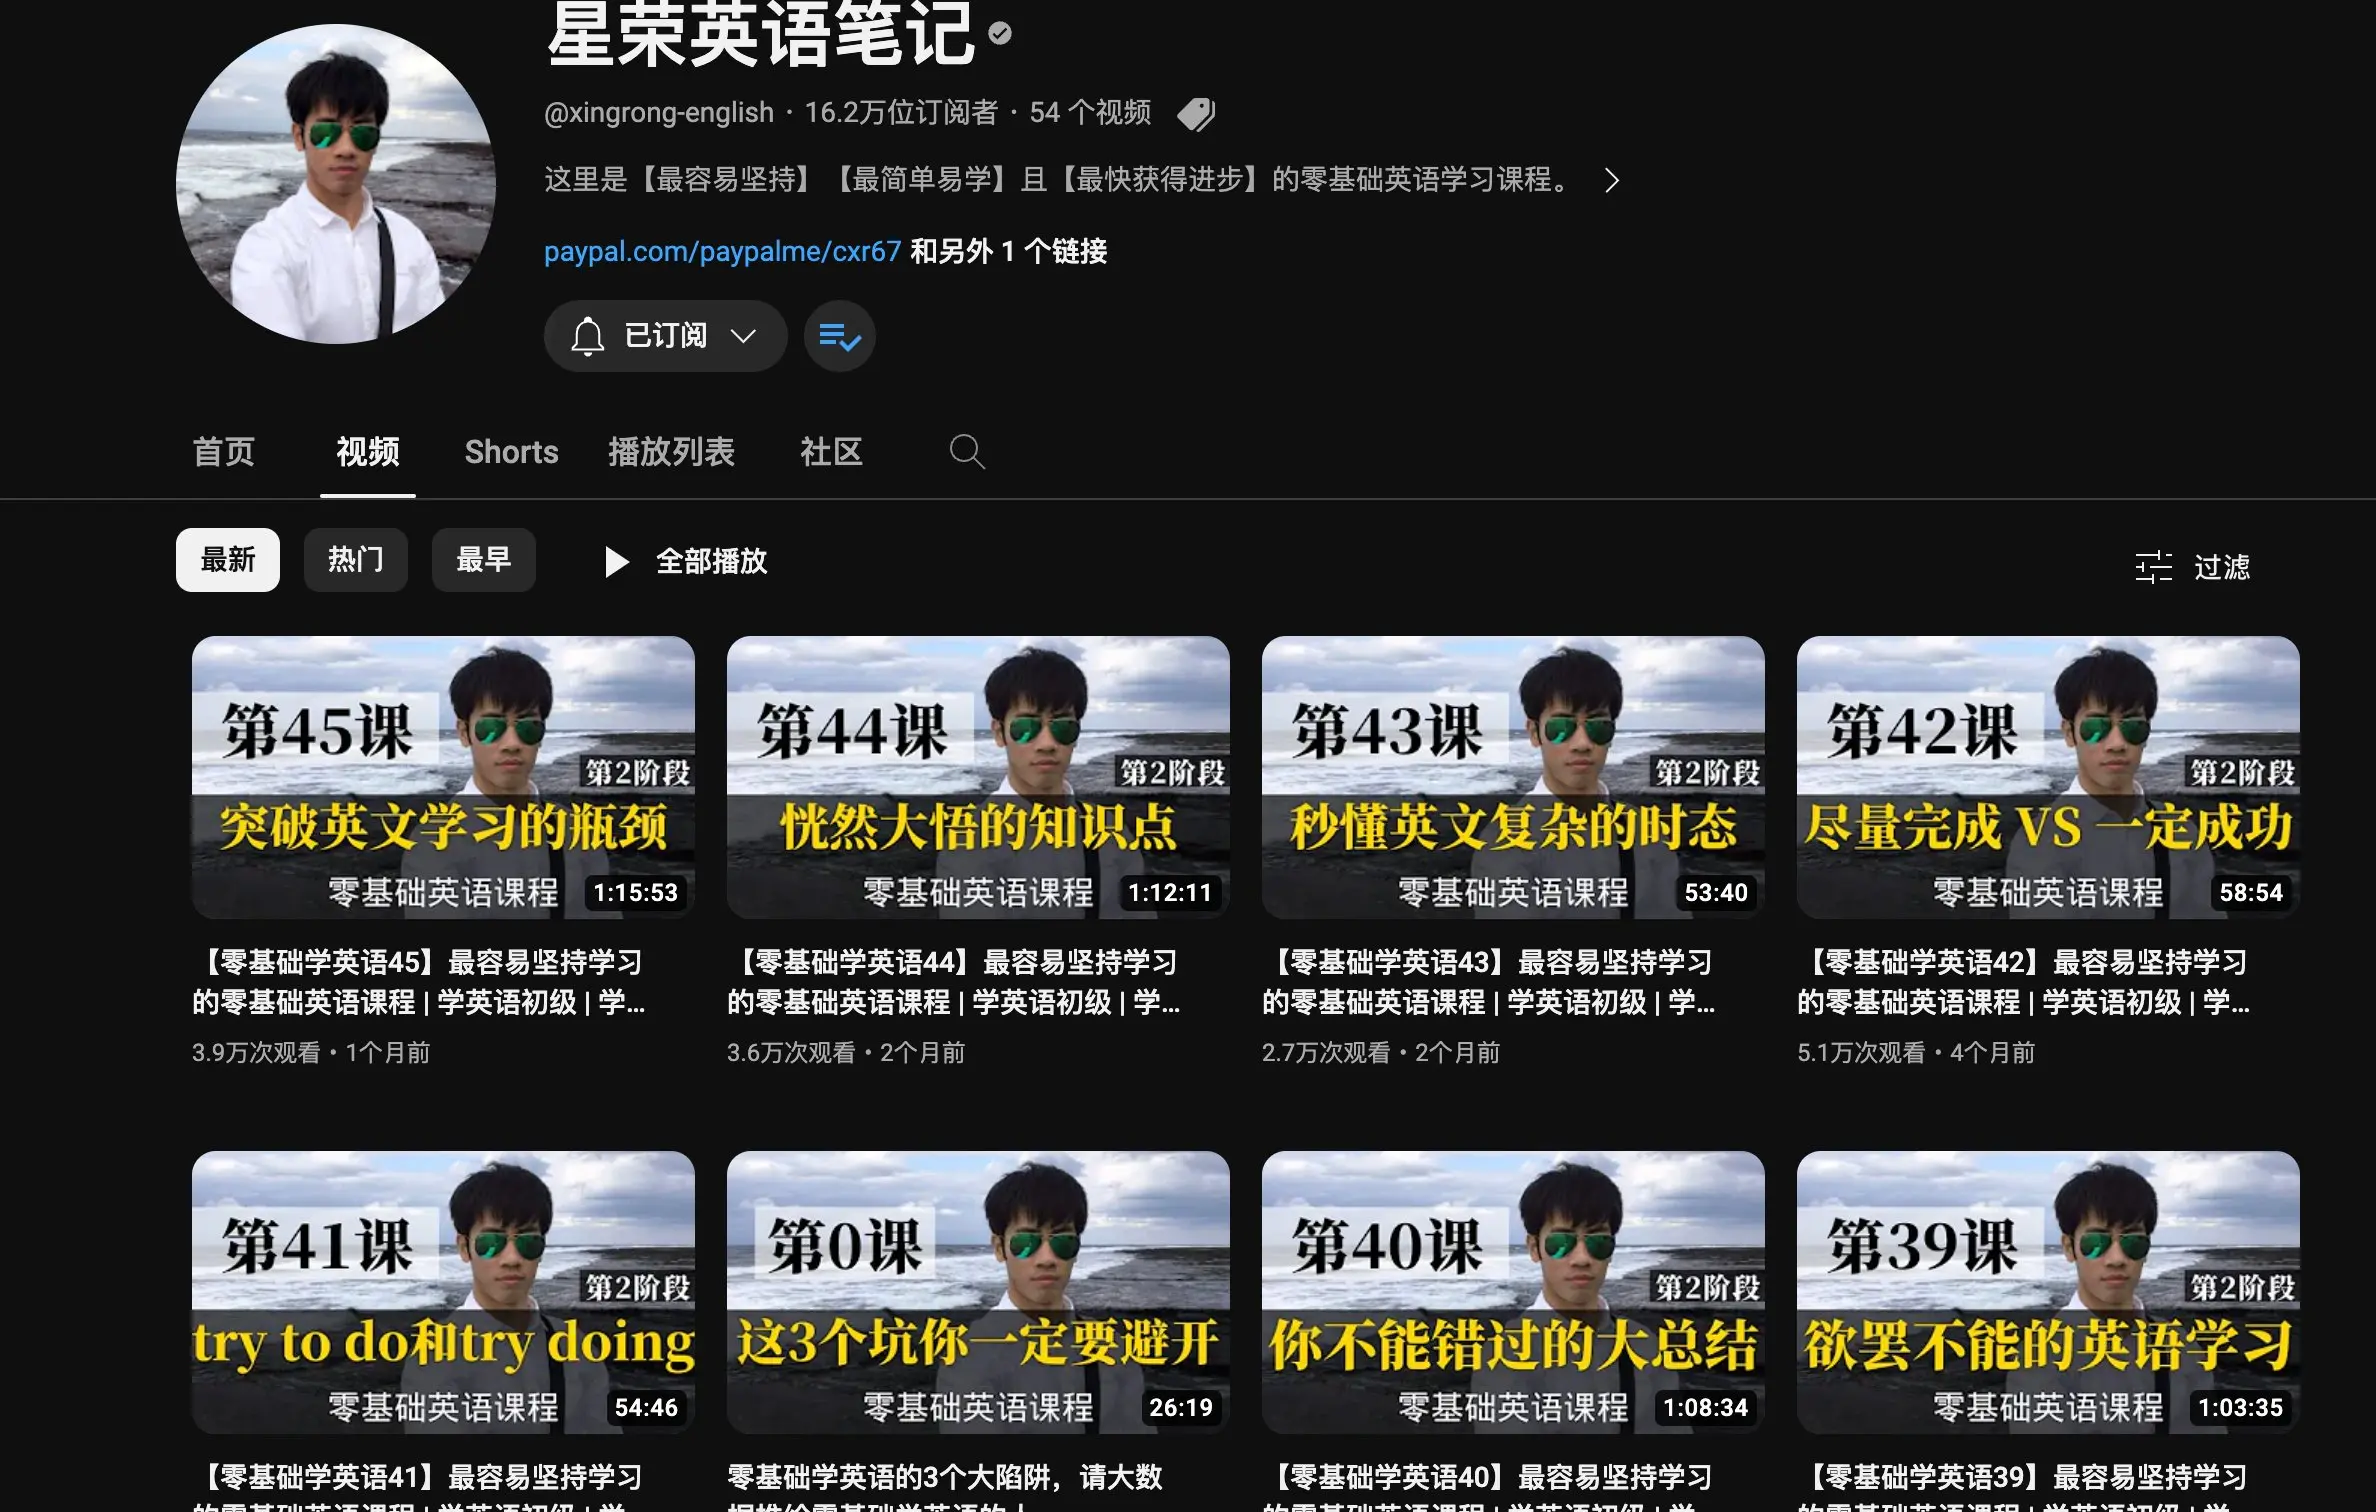 星荣英语笔记
@xingrong-english · 16.2万位订阅者 · 54 个视频
这里是【最容易坚持】【最简单易学】且【最快获得进步】的零基础英语学习课程。
paypal.com/paypalme/cxr67 和另外 1 个链接
已订阅
首页 视频 Shorts 播放列表 社区
最新 热门 最早 全部播放 过滤
第45课
第2阶段
突破英文学习的瓶颈
零基础英语课程 1:15:53
【零基础学英语45】最容易坚持学习
的零基础英语课程 | 学英语初级 | 学...
3.9万次观看 • 1个月前
第44课
第2阶段
恍然大悟的知识点
零基础英语课程 1:12:11
【零基础学英语44】最容易坚持学习
的零基础英语课程 | 学英语初级 | 学...
3.6万次观看 • 2个月前
第43课
第2阶段
秒懂英文复杂的时态
零基础英语课程 53:40
【零基础学英语43】最容易坚持学习
的零基础英语课程 | 学英语初级 | 学...
2.7万次观看 • 2个月前
第42课
第2阶段
尽量完成 VS 一定成功
零基础英语课程 58:54
【零基础学英语42】最容易坚持学习
的零基础英语课程 | 学英语初级 | 学...
5.1万次观看 • 4个月前
第41课
第2阶段
try to do和try doing
零基础英语课程 54:46
【零基础学英语41】最容易坚持学习
第0课
这3个坑你一定要避开
零基础英语课程 26:19
零基础学英语的3个大陷阱，请大数
第40课
第2阶段
你不能错过的大总结
零基础英语课程 1:08:34
【零基础学英语40】最容易坚持学习
第39课
第2阶段
欲罢不能的英语学习
零基础英语课程 1:03:35
【零基础学英语39】最容易坚持学习